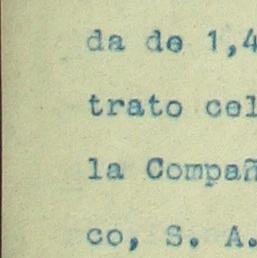 da de 1,4
trato cel
la Compañ
co, S. A.